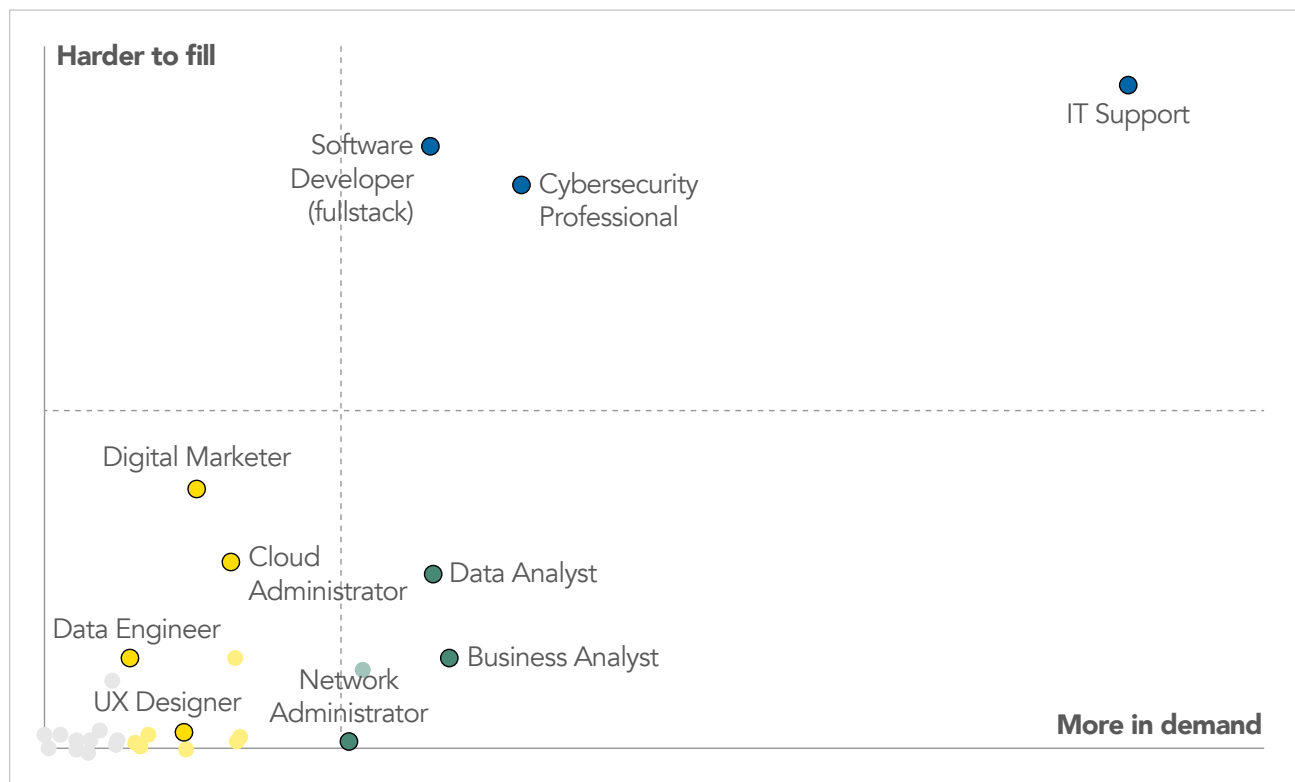 Harder to fill
IT Support
Software
Developer
(fullstack)
Cybersecurity
Professional
Digital Marketer
Cloud
Administrator
Data Analyst
Data Engineer
Business Analyst
Network
Administrator
UX Designer
More in demand